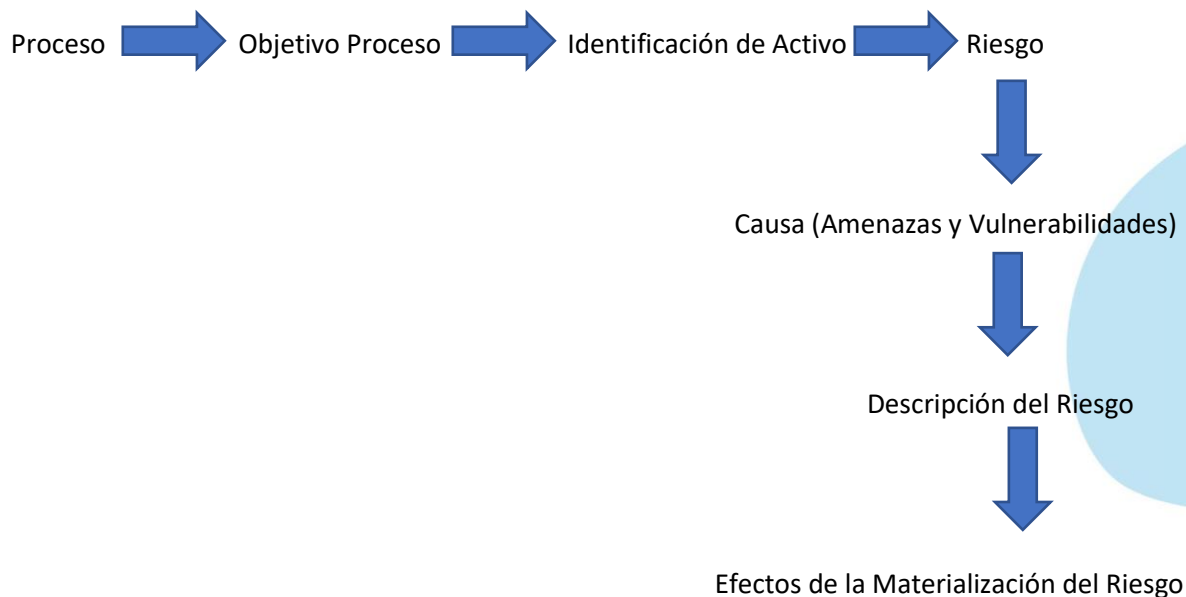 Proceso
Objetivo Proceso
Identificación de Activo
Riesgo
Causa (Amenazas y Vulnerabilidades)
Descripción del Riesgo
Efectos de la Materialización del Riesgo